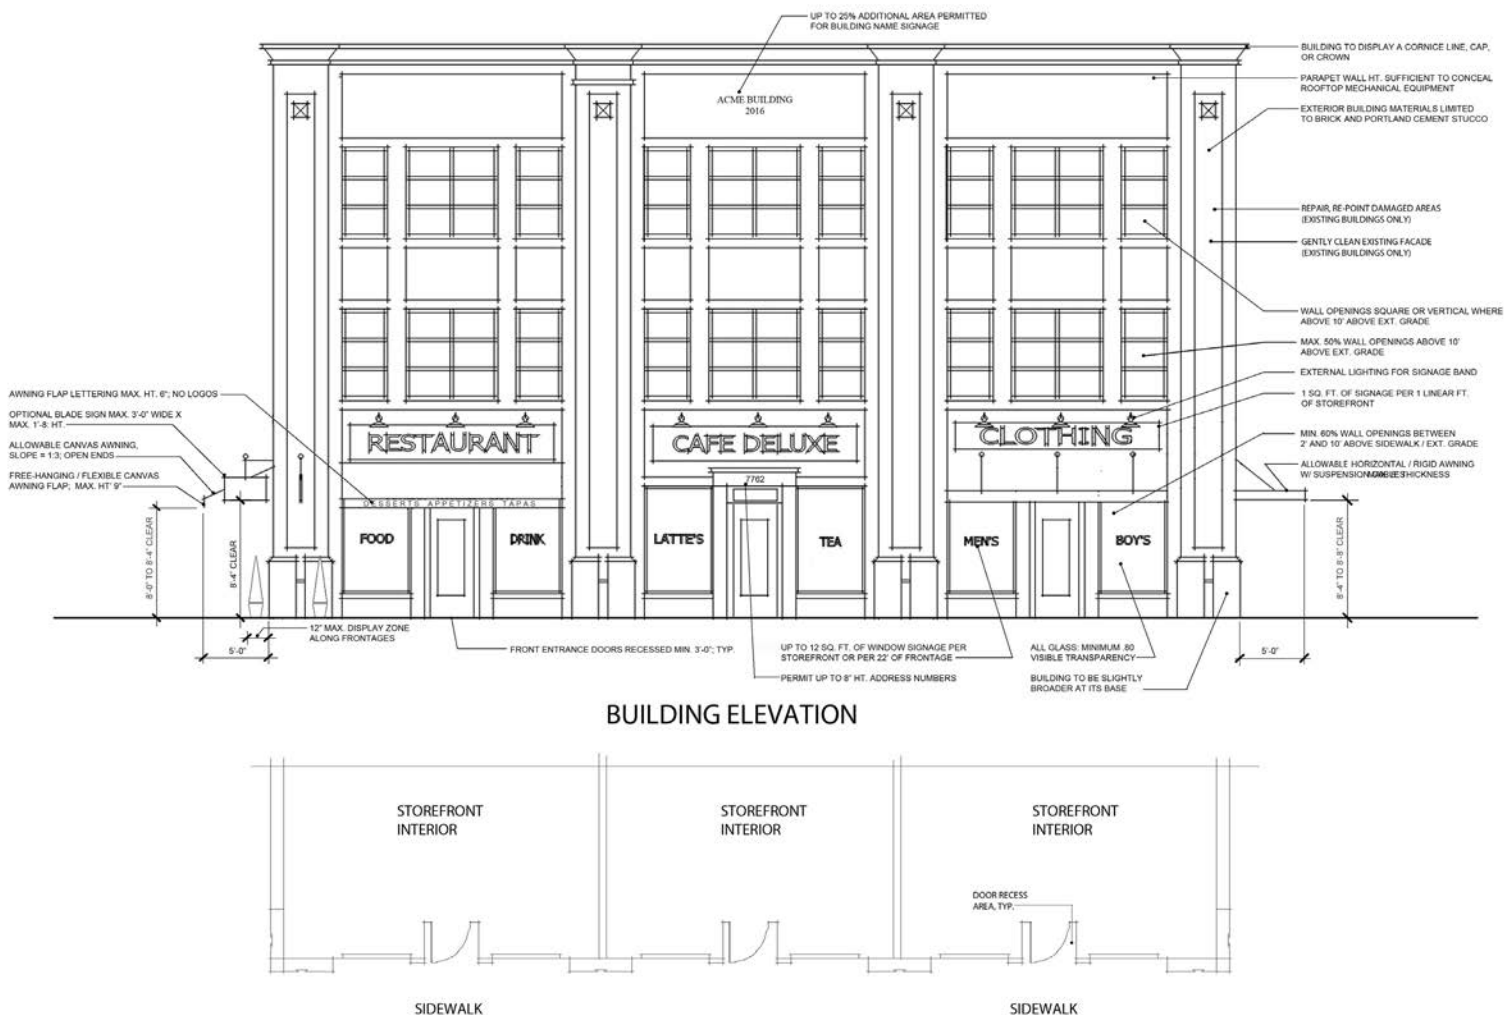 UP TO 25% ADDITIONAL AREA PERMITTED
FOR BUILDING NAME SIGNAGE
BUILDING TO DISPLAY A CORNICE LINE, CAP,
OR CROWN
PARAPET WALL HT. SUFFICIENT TO CONCEAL
ROOFTOP MECHANICAL EQUIPMENT
EXTERIOR BUILDING MATERIALS LIMITED
TO BRICK AND PORTLAND CEMENT STUCCO
ACME BUILDING
2016
REPAIR, RE-POINT DAMAGED AREAS
(EXISTING BUILDINGS ONLY)
GENTLY CLEAN EXISTING FACADE
(EXISTING BUILDINGS ONLY)
WALL OPENINGS SQUARE OR VERTICAL WHERE
ABOVE 10' ABOVE EXT. GRADE
MAX. 50% WALL OPENINGS ABOVE 10'
ABOVE EXT. GRADE
EXTERNAL LIGHTING FOR SIGNAGE BAND
1 SQ. FT. OF SIGNAGE PER 1 LINEAR FT.
OF STOREFRONT
MIN. 60% WALL OPENINGS BETWEEN
2' AND 10' ABOVE SIDEWALK / EXT. GRADE
ALLOWABLE HORIZONTAL / RIGID AWNING
W/ SUSPENSION THICKNESS
AWNING FLAP LETTERING MAX. HT. 6"; NO LOGOS
OPTIONAL BLADE SIGN MAX. 3'-0" WIDE X
MAX. 1'-8: HT.
ALLOWABLE CANVAS AWNING,
SLOPE = 1:3; OPEN ENDS
FREE-HANGING / FLEXIBLE CANVAS
AWNING FLAP; MAX. HT' 9"
RESTAURANT
CAFE DELUXE
CLOTHING
7762
DESSERTS APPETIZERS TAPAS
FOOD
DRINK
LATTE'S
TEA
MEN'S
BOY'S
8'-0" TO 8'-4" CLEAR
8'-4" CLEAR
8'-4" TO 8'-8" CLEAR
12" MAX. DISPLAY ZONE
ALONG FRONTAGES
5'-0"
FRONT ENTRANCE DOORS RECESSED MIN. 3'-0"; TYP.
UP TO 12 SQ. FT. OF WINDOW SIGNAGE PER
STOREFRONT OR PER 22' OF FRONTAGE
PERMIT UP TO 8" HT. ADDRESS NUMBERS
ALL GLASS: MINIMUM .60
VISIBLE TRANSPARENCY
BUILDING TO BE SLIGHTLY
BROADER AT ITS BASE
5'-0"
BUILDING ELEVATION
STOREFRONT
INTERIOR
STOREFRONT
INTERIOR
STOREFRONT
INTERIOR
DOOR RECESS
AREA, TYP.
SIDEWALK
SIDEWALK